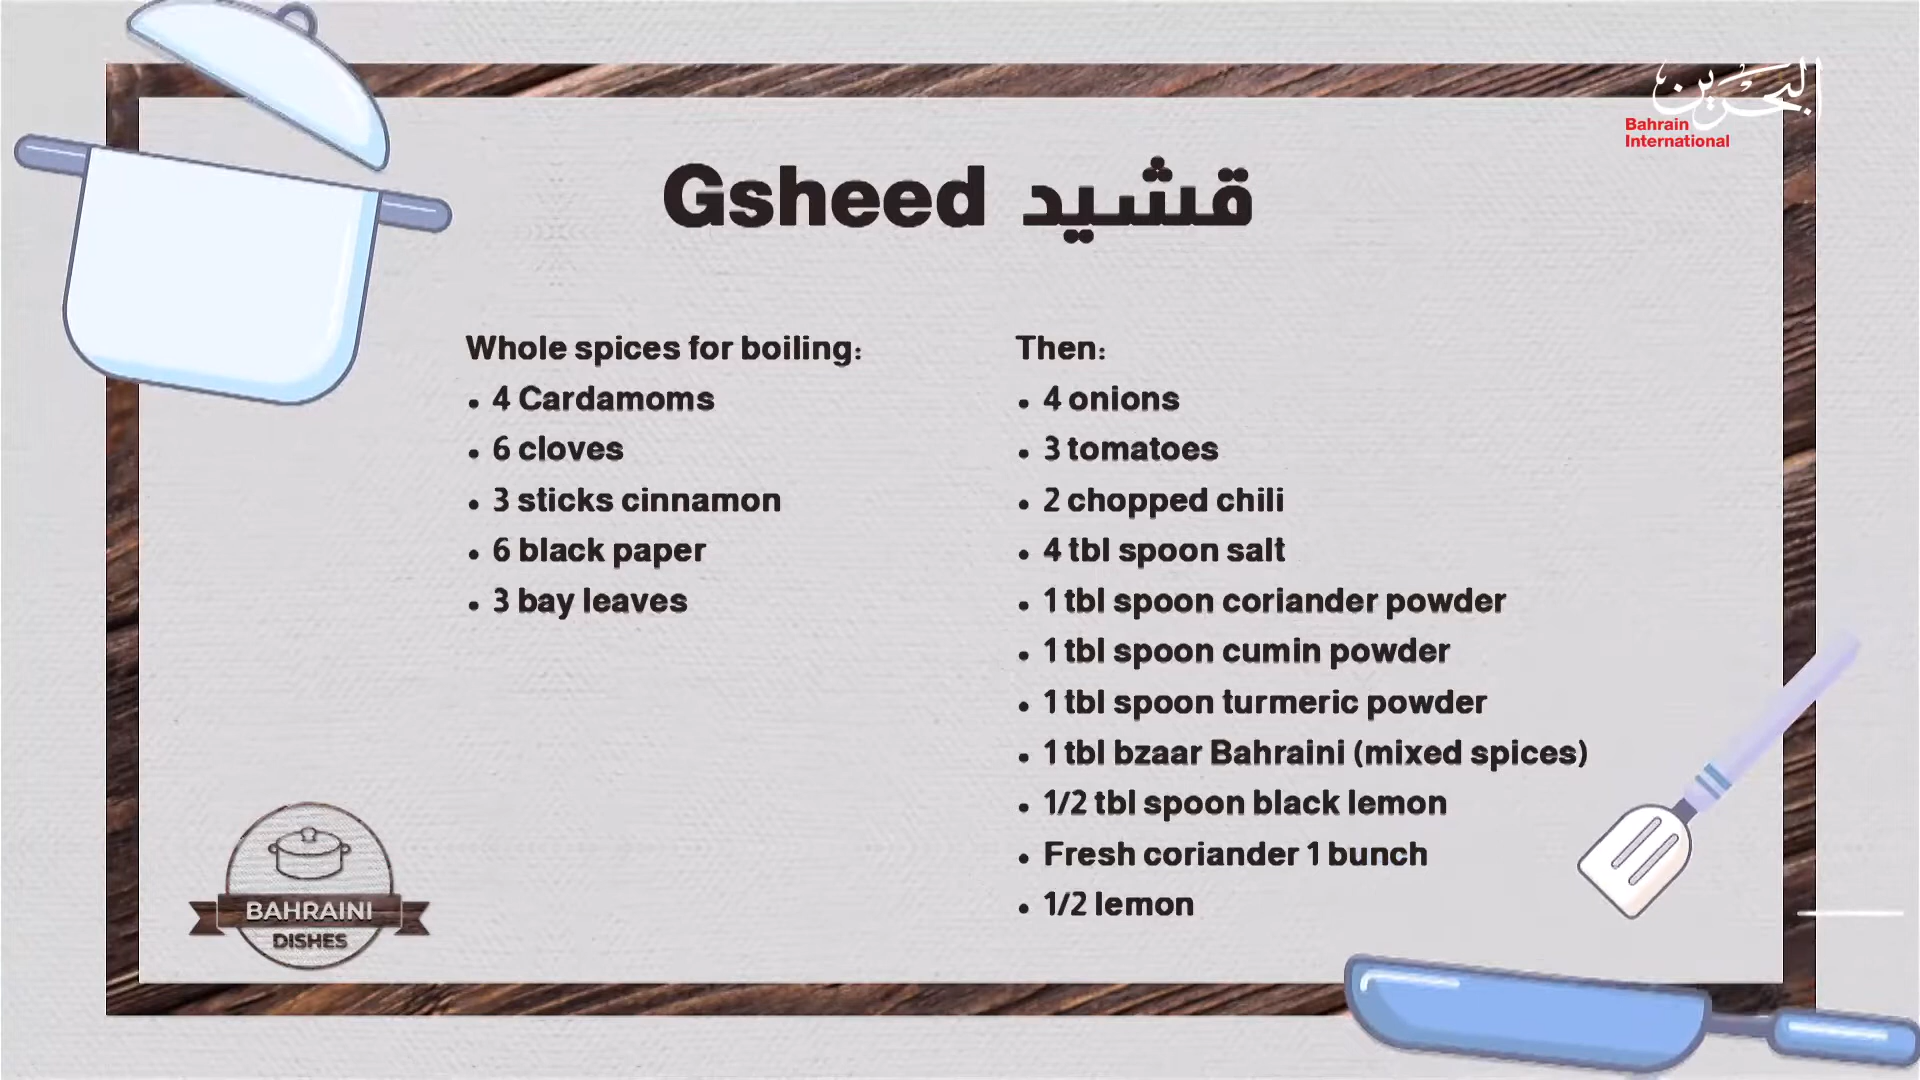 البحرين
Bahrain
International
Gsheed قشيد
Whole spices for boiling:
• 4 Cardamoms
• 6 cloves
• 3 sticks cinnamon
• 6 black paper
• 3 bay leaves
Then:
• 4 onions
• 3 tomatoes
• 2 chopped chili
• 4 tbl spoon salt
• 1 tbl spoon coriander powder
• 1 tbl spoon cumin powder
• 1 tbl spoon turmeric powder
• 1 tbl bzaar Bahraini (mixed spices)
• 1/2 tbl spoon black lemon
• Fresh coriander 1 bunch
• 1/2 lemon
BAHRAINI
DISHES